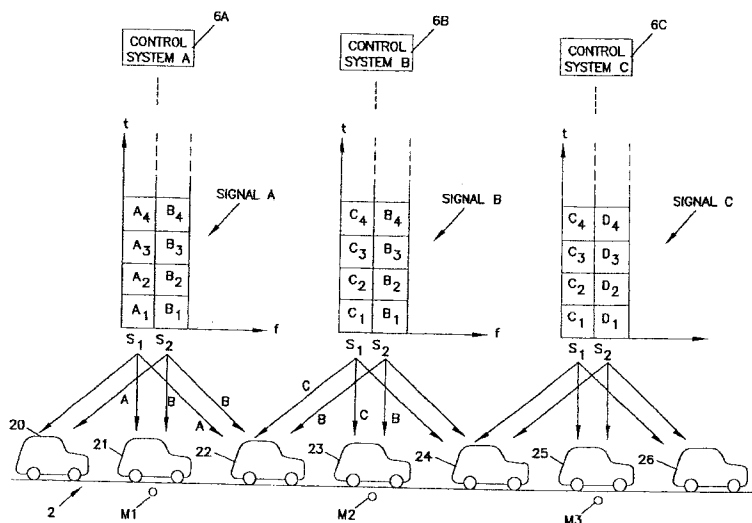 6A
6B
6C
CONTROL
SYSTEM A
CONTROL
SYSTEM B
CONTROL
SYSTEM C
t
t
t
SIGNAL A
SIGNAL B
SIGNAL C
A4 B4
A3 B3
A2 B2
A1 B1
C4 B4
C3 B3
C2 B2
C1 B1
C4 D4
C3 D3
C2 D2
C1 D1
f
f
f
S1 S2
S1 S2
S1 S2
A B A B
C B C B
20
21
22
23
24
25
26
2
M1
M2
M3